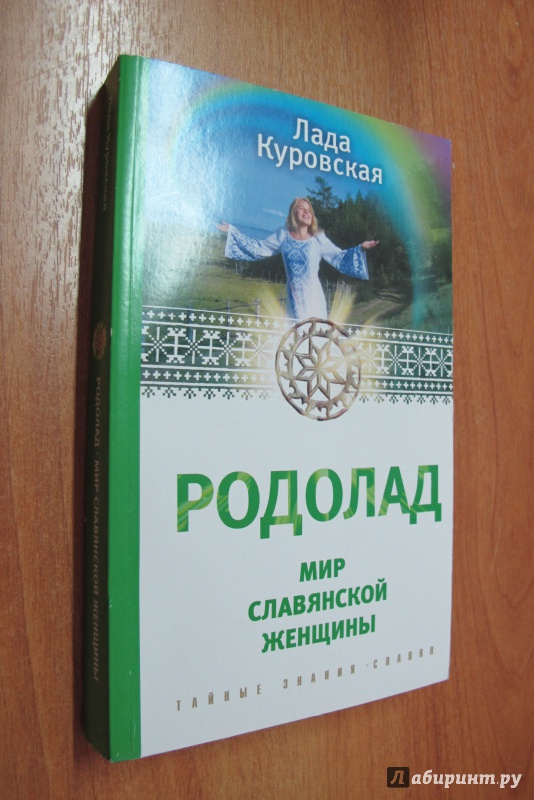 Лада
Куровская
РОДОЛАД
МИР
СЛАВЯНСКОЙ
ЖЕНЩИНЫ
ТАЙНЫЕ ЗНАНИЯ СЛАВЯН
РОДОЛАД · МИР СЛАВЯНСКОЙ ЖЕНЩИНЫ
Лабиринт.ру